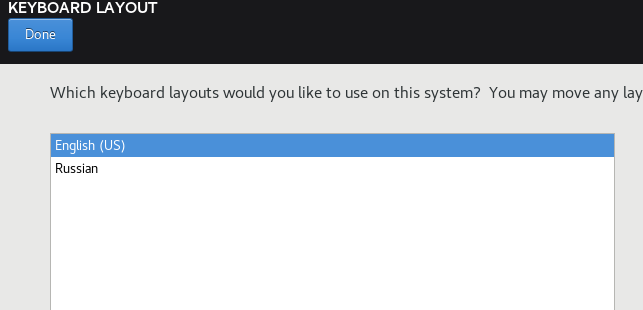 KEYBOARD LAYOUT
Done
Which keyboard layouts would you like to use on this system?  You may move any lay
English (US)
Russian